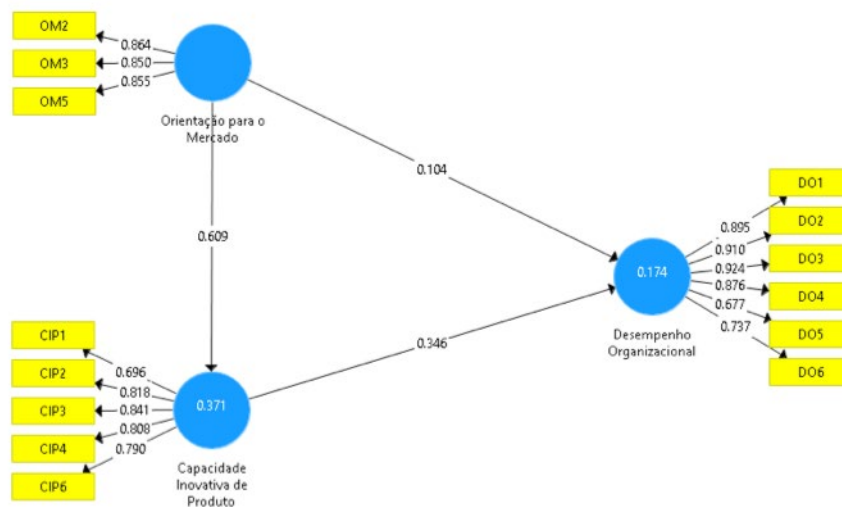 OM2
OM3
OM5
0.864
0.850
0.855
Orientação para o
Mercado
0.104
0.609
DO1
DO2
DO3
DO4
DO5
DO6
0.895
0.910
0.924
0.876
0.677
0.737
0.174
Desempenho
Organizacional
0.346
CIP1
CIP2
CIP3
CIP4
CIP6
0.696
0.818
0.841
0.808
0.790
0.371
Capacidade
Inovativa de
Produto